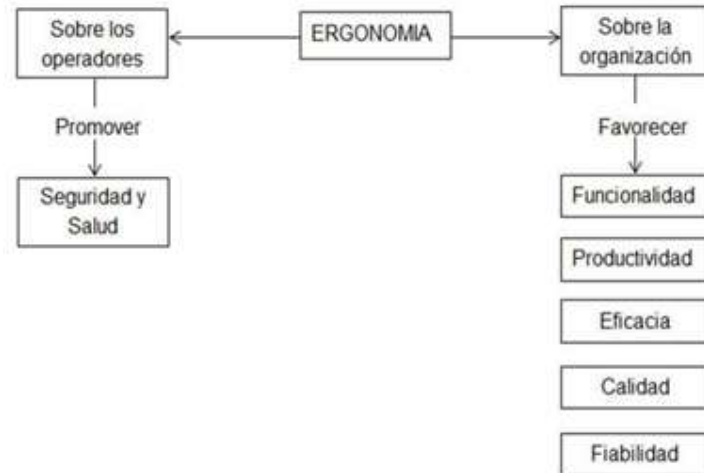 ERGONOMIA
Sobre los
operadores
Promover
Seguridad y
Salud
Sobre la
organización
Favorecer
Funcionalidad
Productividad
Eficacia
Calidad
Fiabilidad